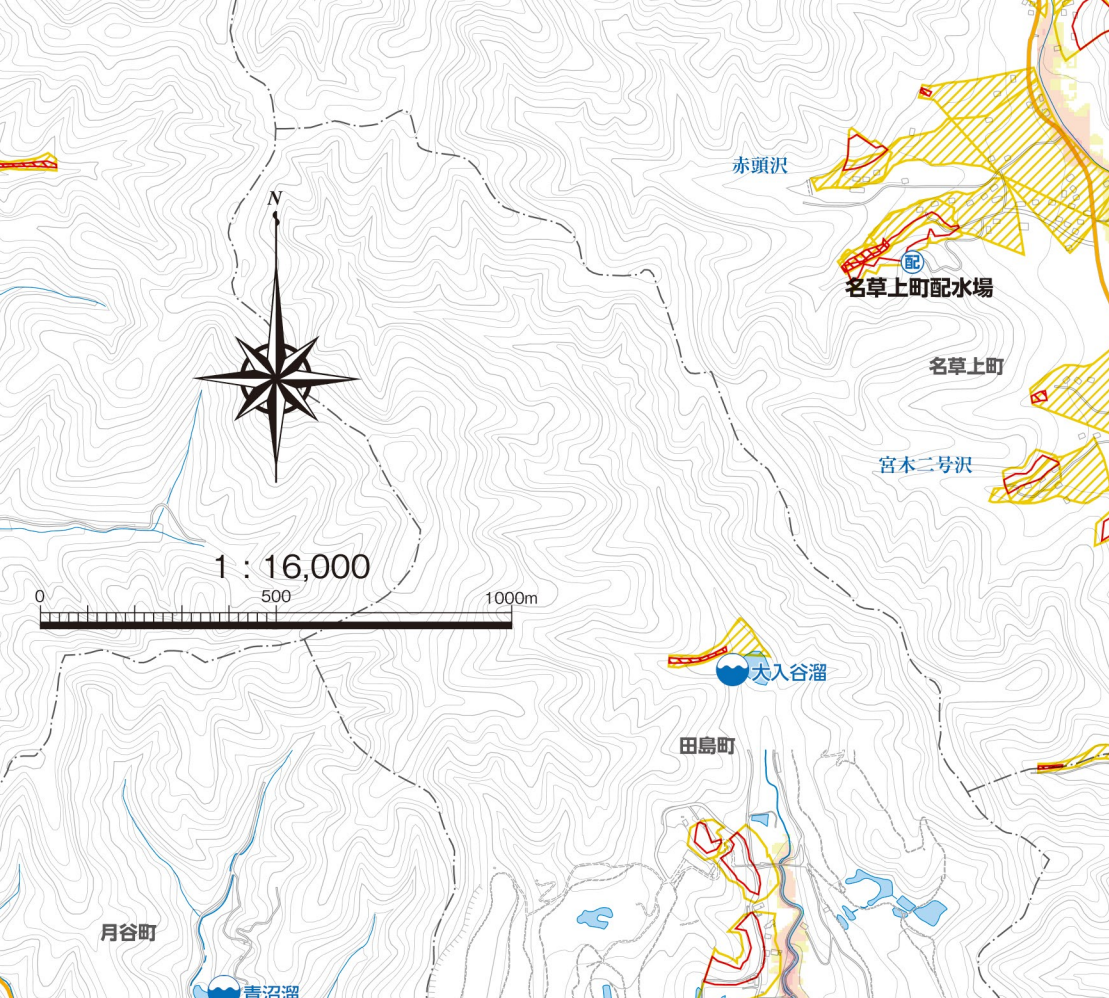 赤頭沢
N
配
名草上町配水場
名草上町
宮木二号沢
1：16,000
0
500
1000m
大入谷溜
田島町
月谷町
青沼溜